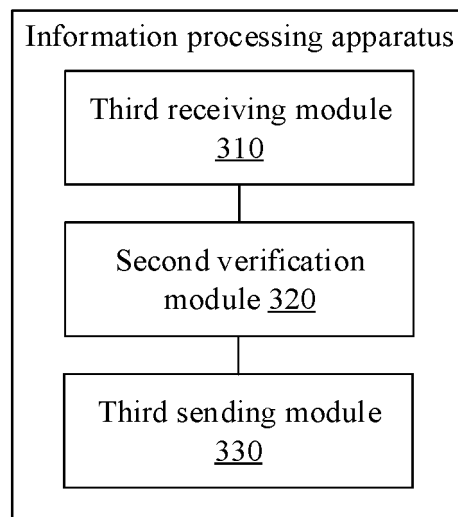 Information processing apparatus
Third receiving module
310
Second verification
module 320
Third sending module
330